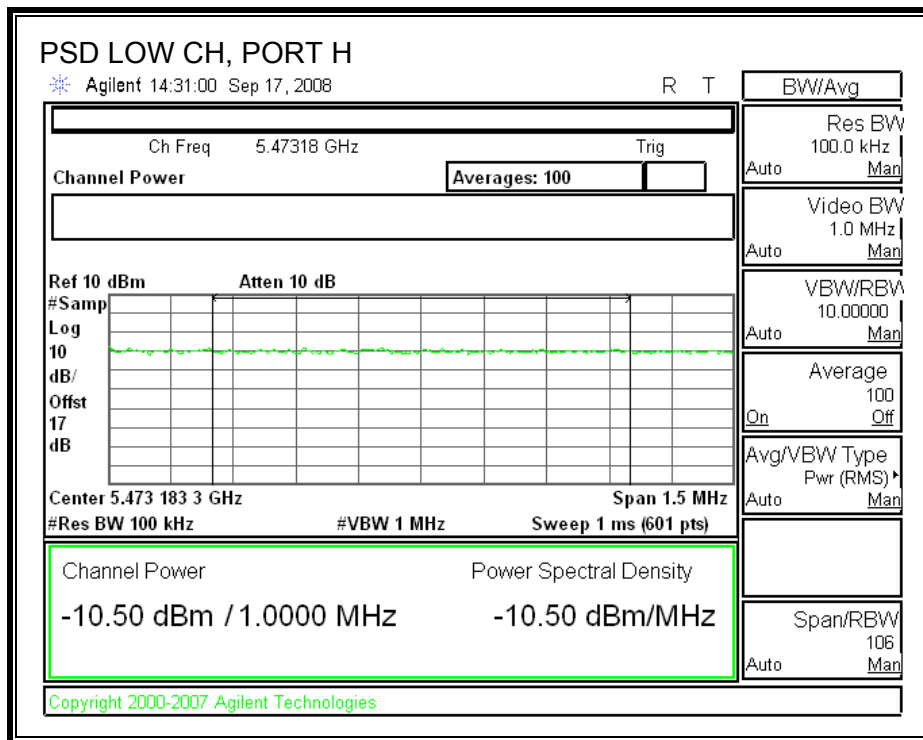 PSD LOW CH, PORT H
Agilent 14:31:00 Sep 17, 2008 R T
Ch Freq 5.47318 GHz Trig
Channel Power Averages: 100
Ref 10 dBm Atten 10 dB
#Samp
Log
10
dB/
Offst
17
dB
Center 5.473 183 3 GHz Span 1.5 MHz
#Res BW 100 kHz #VBW 1 MHz Sweep 1 ms (601 pts)
Channel Power Power Spectral Density
-10.50 dBm / 1.0000 MHz -10.50 dBm/MHz
Copyright 2000-2007 Agilent Technologies
BW/Avg
Res BW
100.0 kHz
Auto Man
Video BW
1.0 MHz
Auto Man
VBW/RBW
10.00000
Auto Man
Average
100
On Off
Avg/VBW Type
Pwr (RMS)
Auto Man
Span/RBW
106
Auto Man